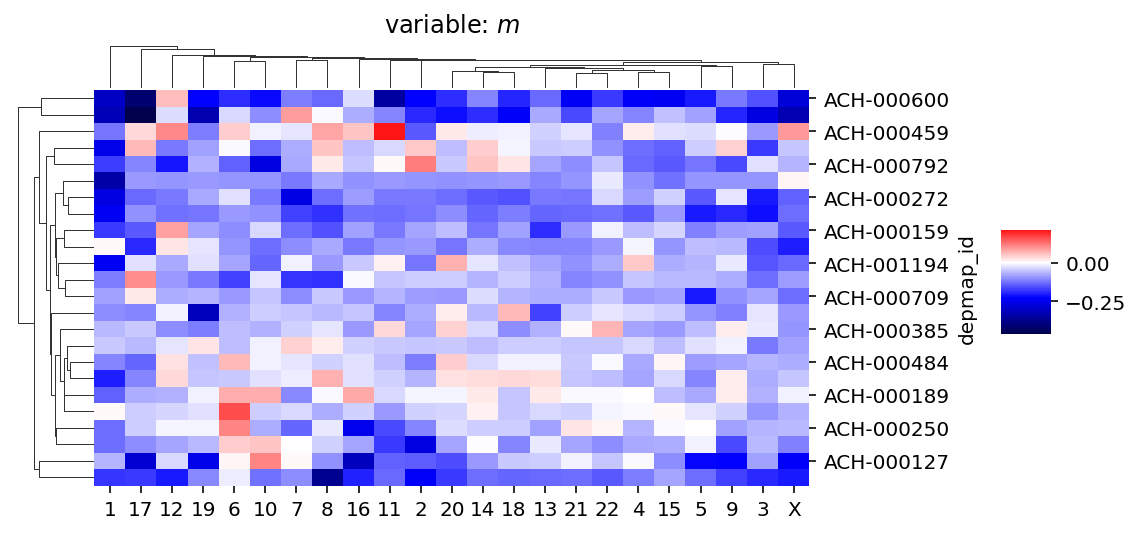 variable: m
ACH-000600
ACH-000459
ACH-000792
ACH-000272
ACH-000159
ACH-001194
ACH-000709
ACH-000385
ACH-000484
ACH-000189
ACH-000250
ACH-000127
depmap_id
0.00
−0.25
1 17 12 19 6 10 7 8 16 11 2 20 14 18 13 21 22 4 15 5 9 3 X